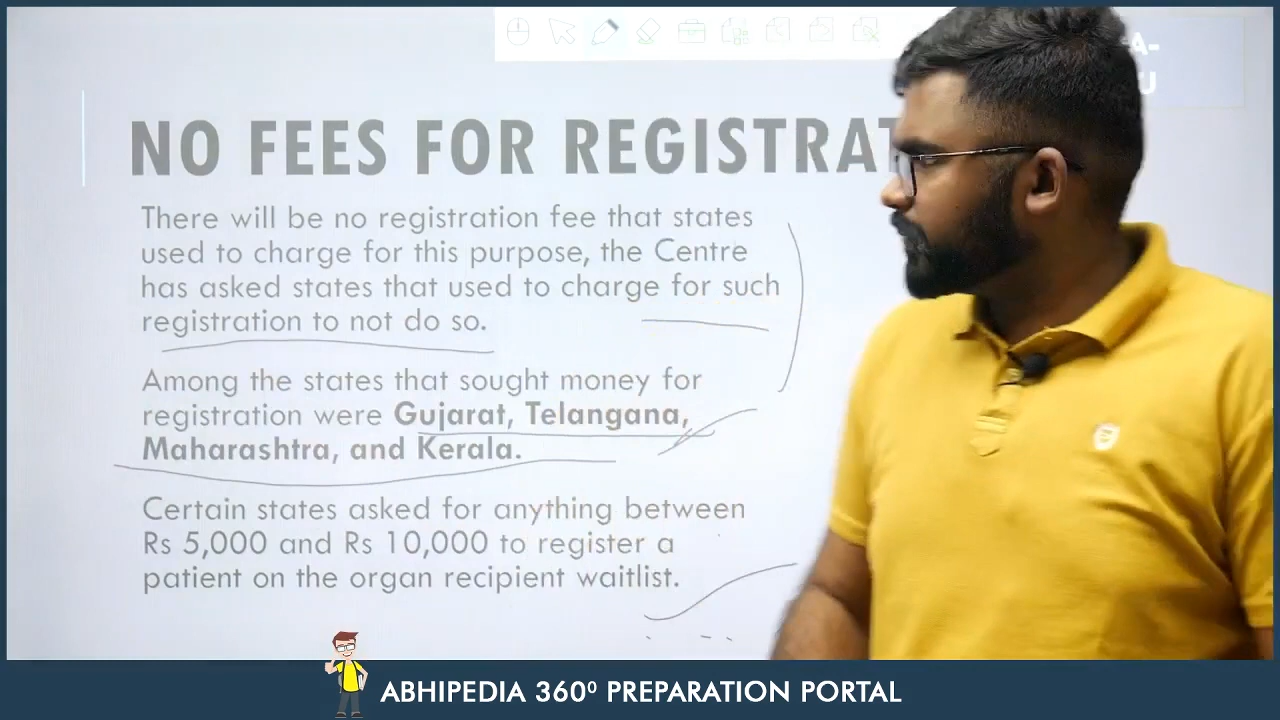 A-
U
NO FEES FOR REGISTRAT
There will be no registration fee that states
used to charge for this purpose, the Centre
has asked states that used to charge for such
registration to not do so.
Among the states that sought money for
registration were Gujarat, Telangana,
Maharashtra, and Kerala.
Certain states asked for anything between
Rs 5,000 and Rs 10,000 to register a
patient on the organ recipient waitlist.
ABHIPEDIA 360⁰ PREPARATION PORTAL